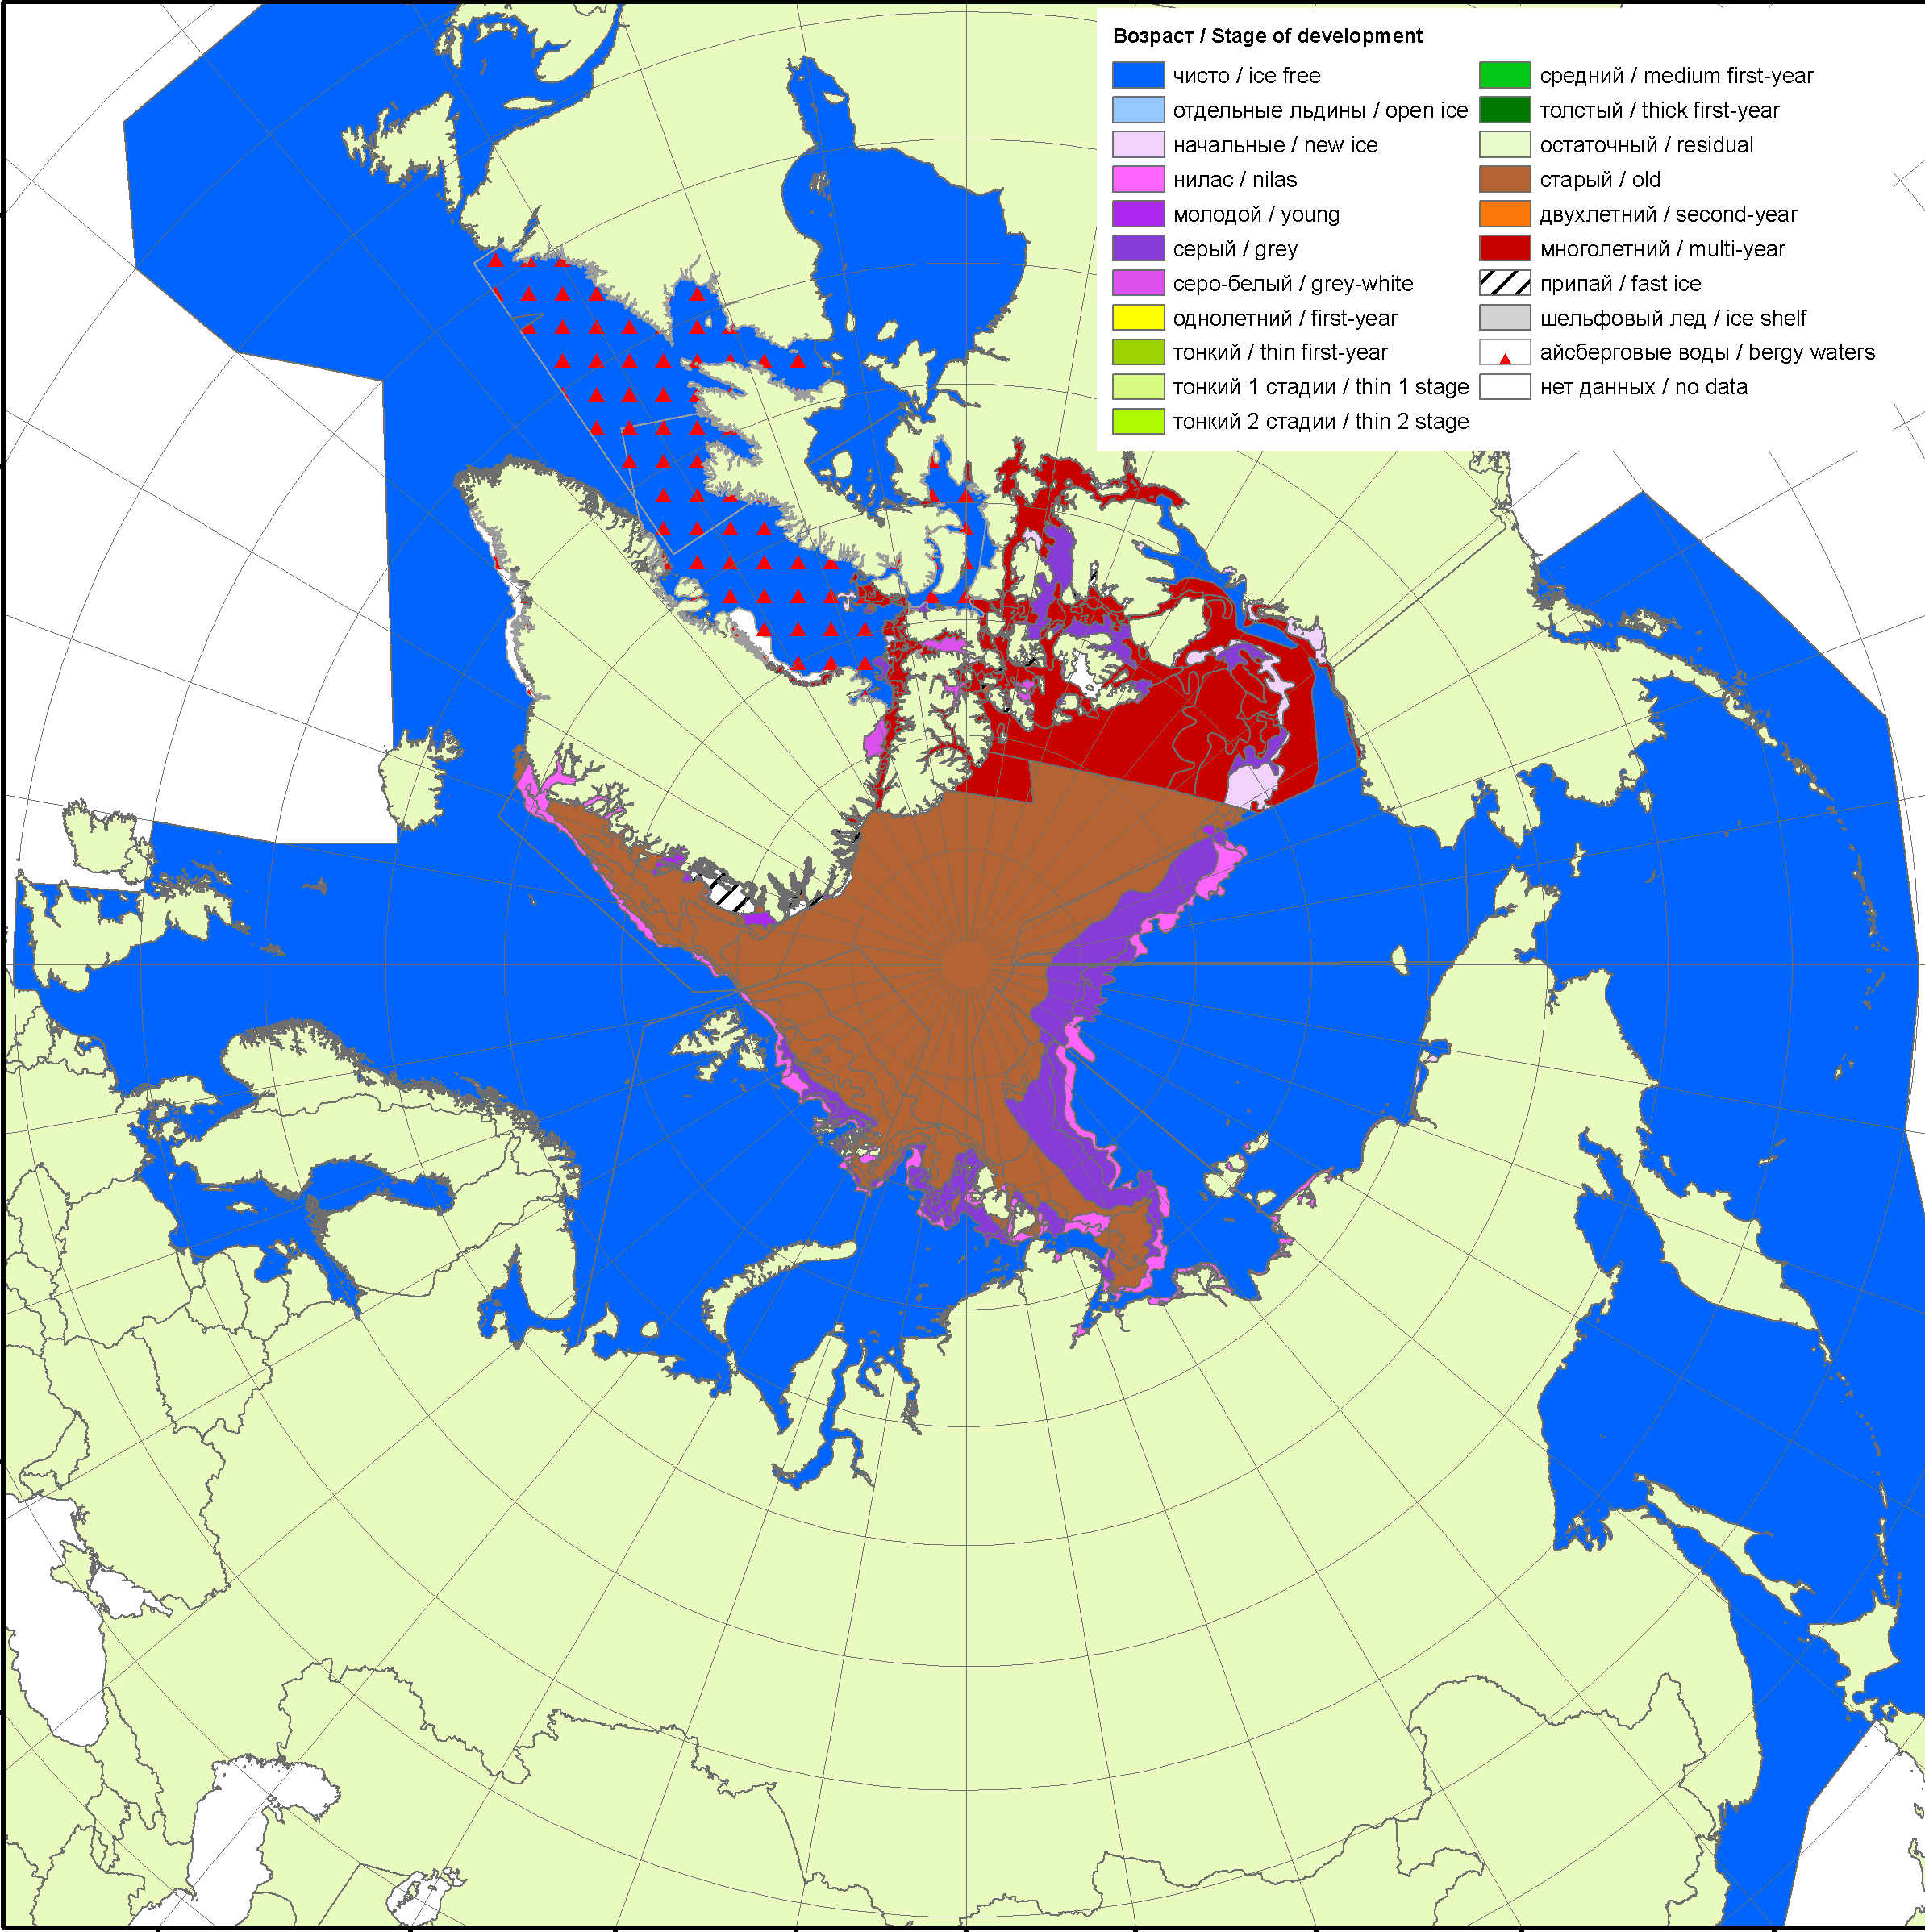 Возраст / Stage of development
чисто / ice free
отдельные льдины / open ice
начальные / new ice
нилас / nilas
молодой / young
серый / grey
серо-белый / grey-white
однолетний / first-year
тонкий / thin first-year
тонкий 1 стадии / thin 1 stage
тонкий 2 стадии / thin 2 stage
средний / medium first-year
толстый / thick first-year
остаточный / residual
старый / old
двухлетний / second-year
многолетний / multi-year
припай / fast ice
шельфовый лед / ice shelf
айсберговые воды / bergy waters
нет данных / no data